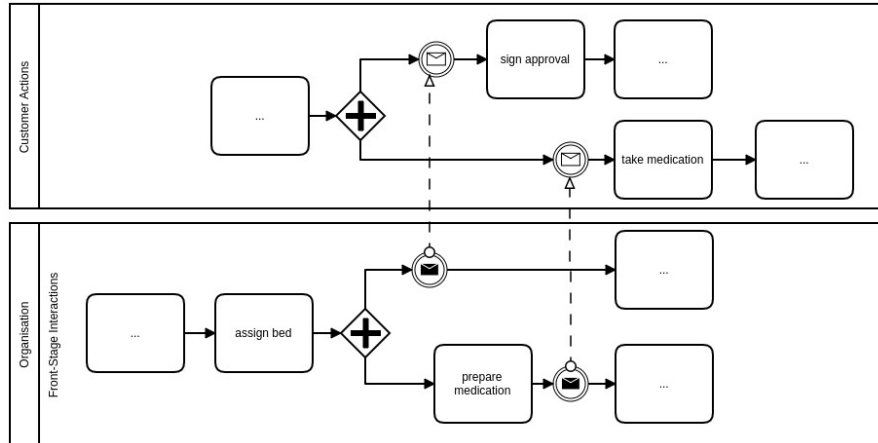 Customer Actions
...
sign approval
...
take medication
...
Organisation
Front-Stage Interactions
...
assign bed
...
prepare
medication
...